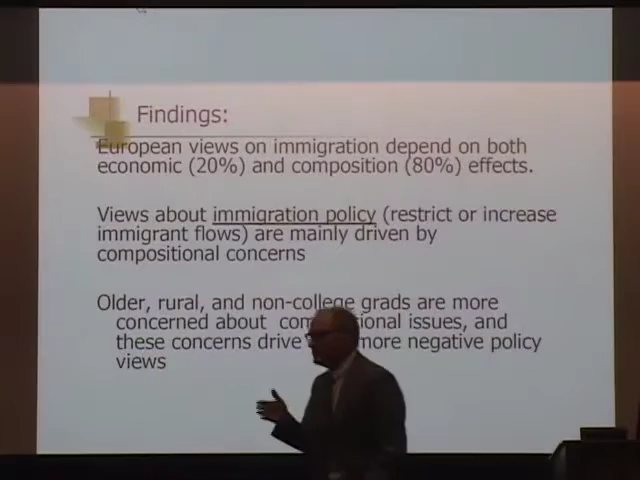 Findings:
European views on immigration depend on both
economic (20%) and composition (80%) effects.
Views about immigration policy (restrict or increase
immigrant flows) are mainly driven by
compositional concerns
Older, rural, and non-college grads are more
concerned about issues, and
these concerns drive more negative policy
views